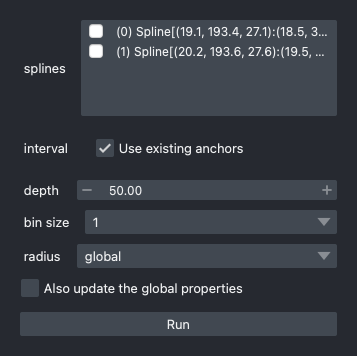 splines
(0) Spline[(19.1, 193.4, 27.1):(18.5, 3...
(1) Spline[(20.2, 193.6, 27.6):(19.5, ...
interval
Use existing anchors
depth
50.00
bin size
1
radius
global
Also update the global properties
Run